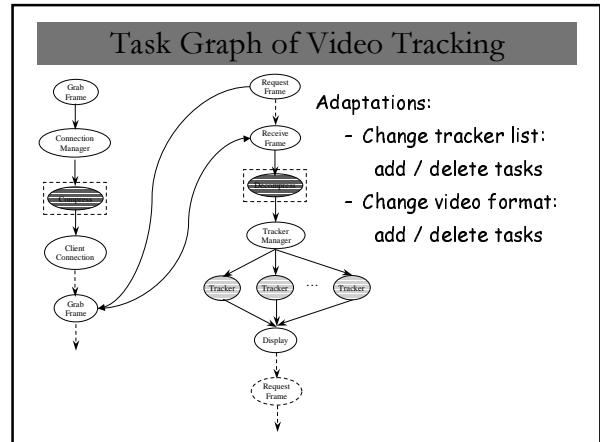 Task Graph of Video Tracking
Grab
Frame
Connection
Manager
Compress
Client
Connection
Grab
Frame
Request
Frame
Receive
Frame
Decompress
Tracker
Manager
Tracker
Tracker
...
Tracker
Display
Request
Frame
Adaptations:
- Change tracker list:
add / delete tasks
- Change video format:
add / delete tasks